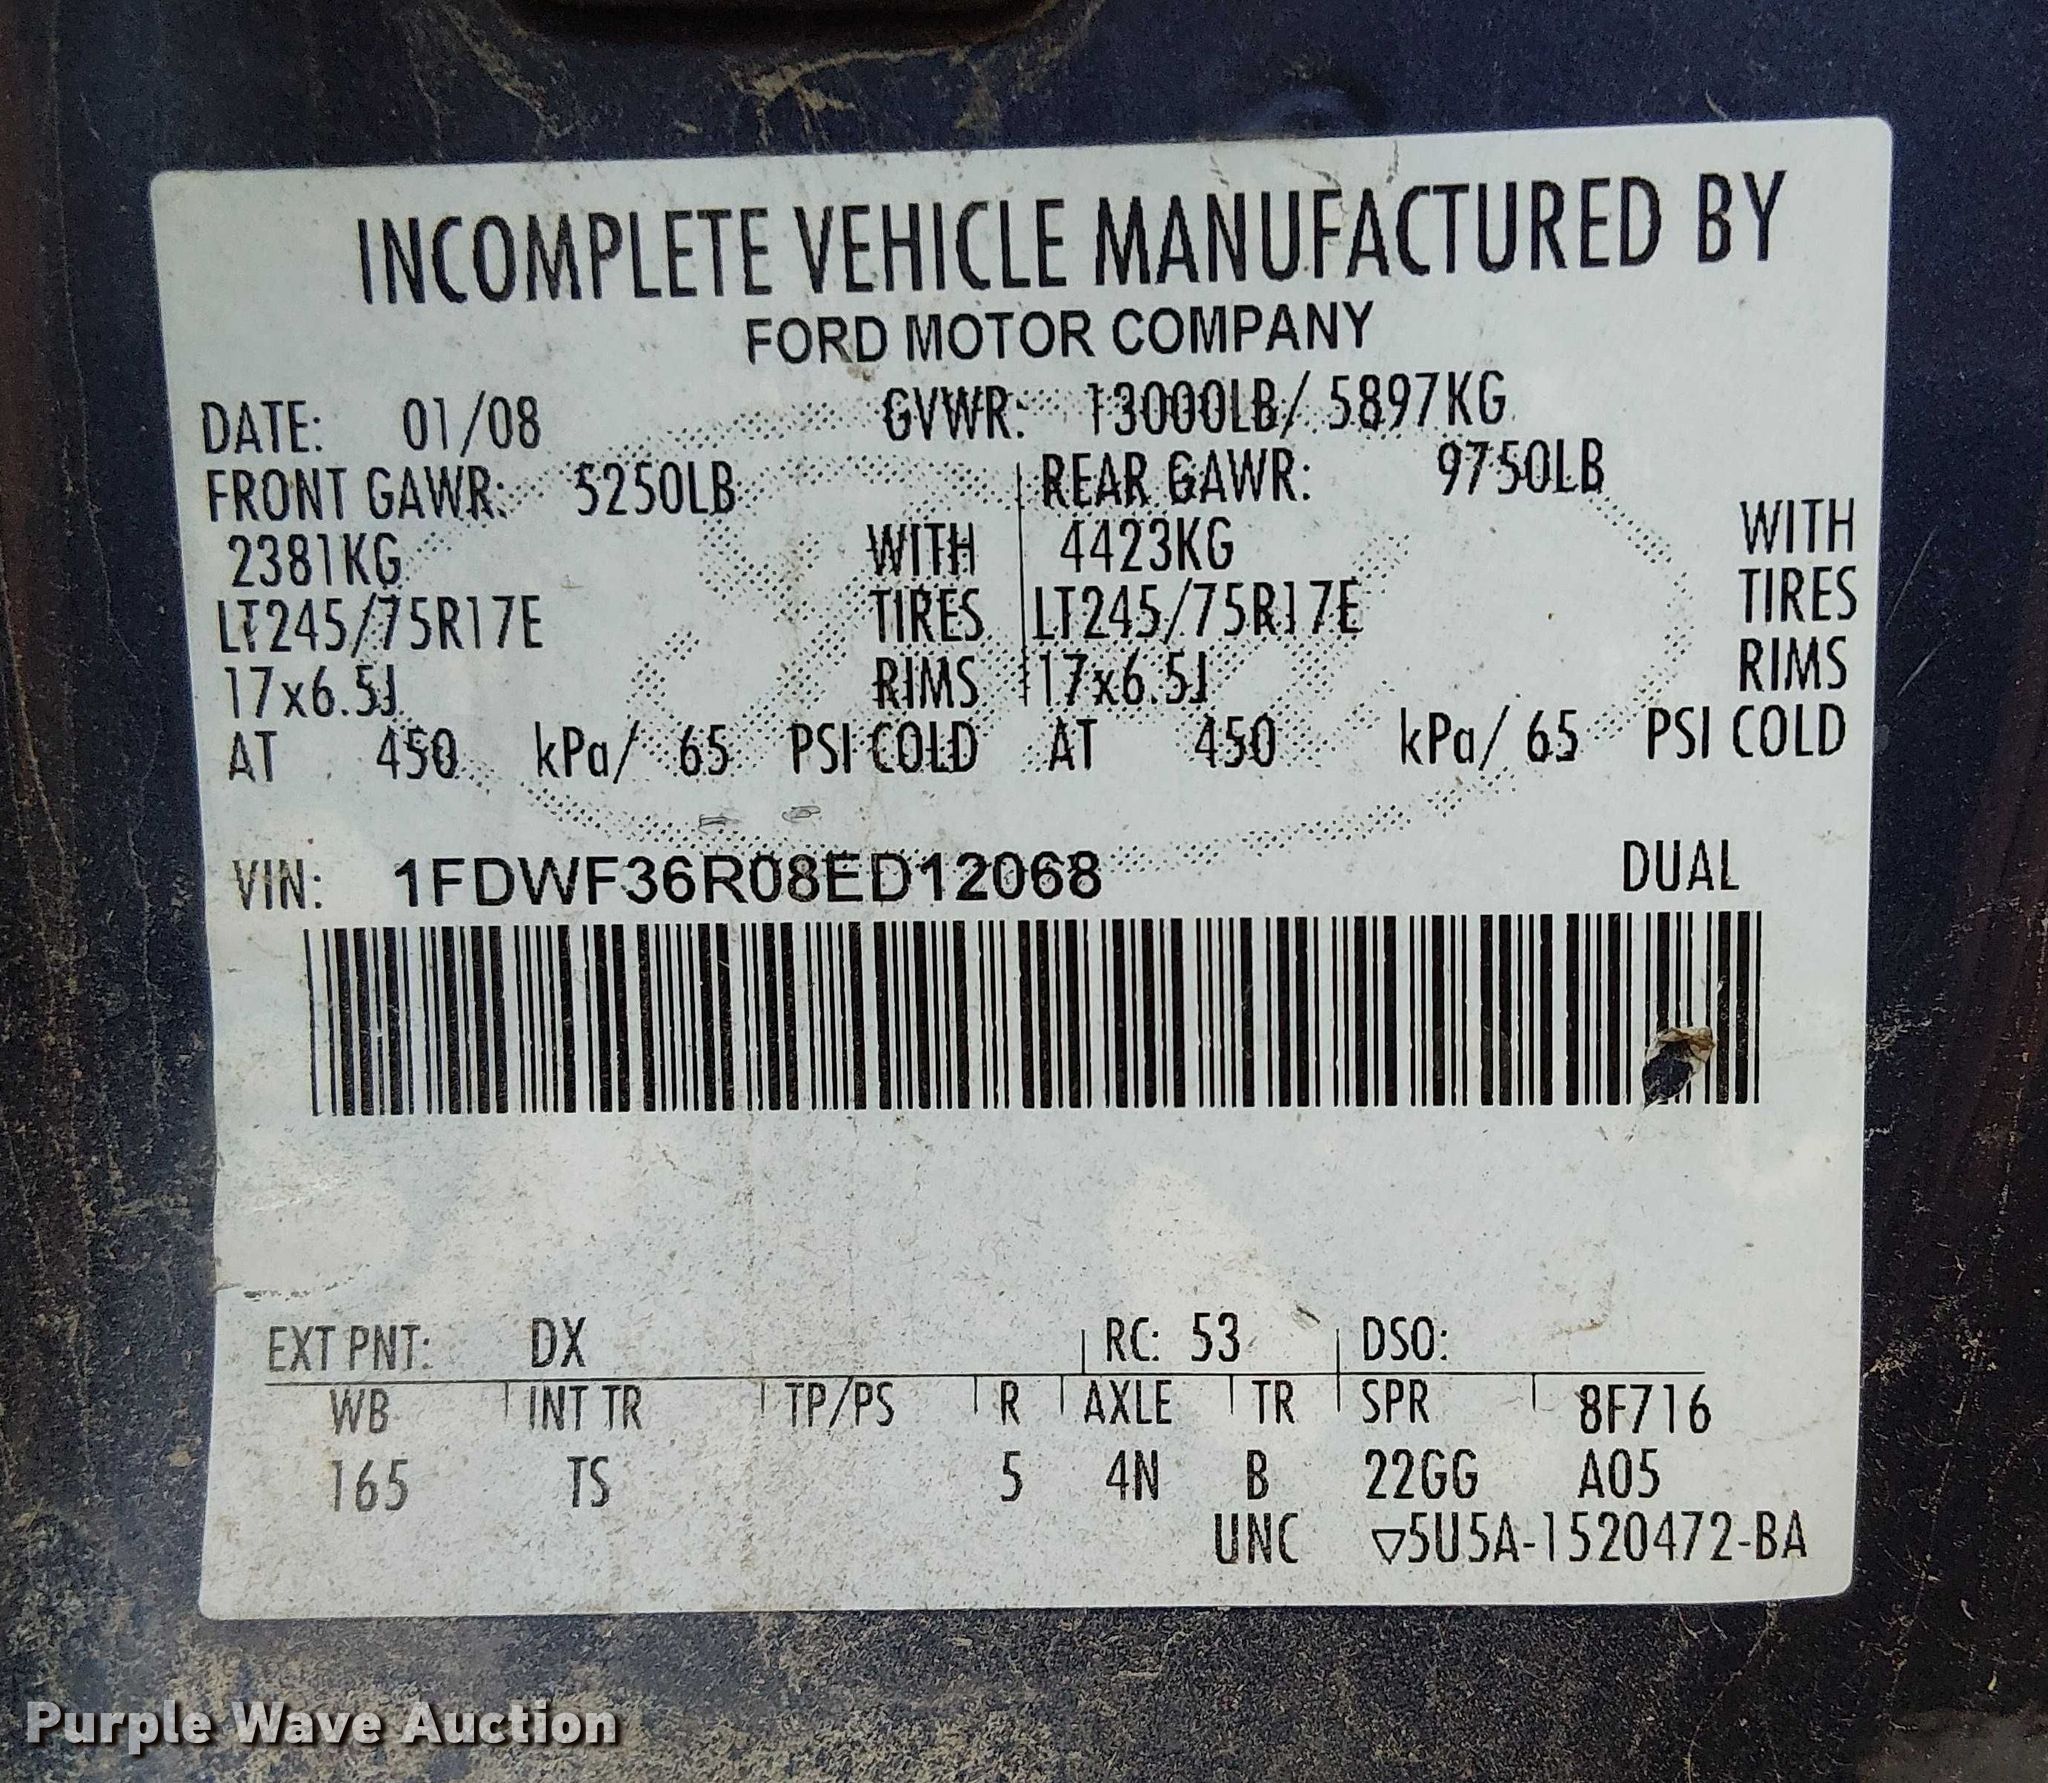 INCOMPLETE VEHICLE MANUFACTURED BY
FORD MOTOR COMPANY
DATE: 01/08 GVWR: 13000LB/ 5897KG
FRONT GAWR: 5250LB REAR GAWR: 9750LB
2381KG WITH 4423KG WITH
LT245/75R17E TIRES LT245/75R17E TIRES
17x6.5J RIMS 17x6.5J RIMS
AT 450 kPa/ 65 PSI COLD AT 450 kPa/ 65 PSI COLD
VIN: 1FDWF36R08ED12068 DUAL
EXT PNT: DX RC: 53 DSO:
WB INT TR TP/PS R AXLE TR SPR 8F716
165 TS 5 4N B 22GG A05
UNC ▽5U5A-1520472-BA
Purple Wave Auction